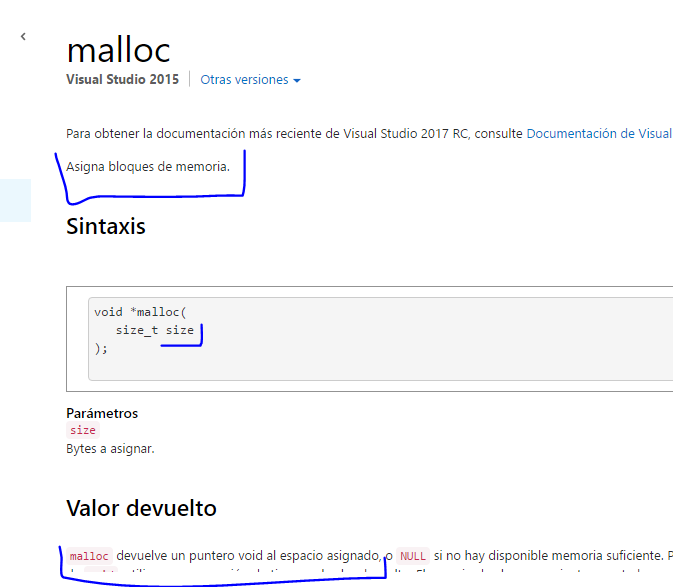 malloc
Visual Studio 2015 Otras versiones
Para obtener la documentación más reciente de Visual Studio 2017 RC, consulte Documentación de Visual
Asigna bloques de memoria.
Sintaxis
void *malloc(
size_t size
);
Parámetros
size
Bytes a asignar.
Valor devuelto
malloc devuelve un puntero void al espacio asignado, o NULL si no hay disponible memoria suficiente. P